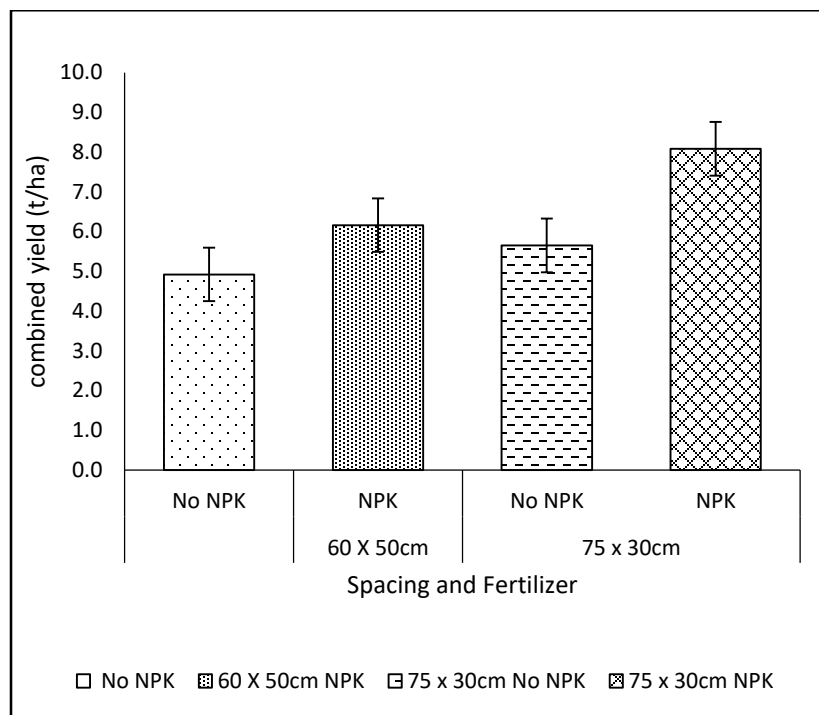 combined yield (t/ha)
10.0
9.0
8.0
7.0
6.0
5.0
4.0
3.0
2.0
1.0
0.0
No NPK NPK No NPK NPK
60 X 50cm 75 x 30cm
Spacing and Fertilizer
No NPK 60 X 50cm NPK 75 x 30cm No NPK 75 x 30cm NPK